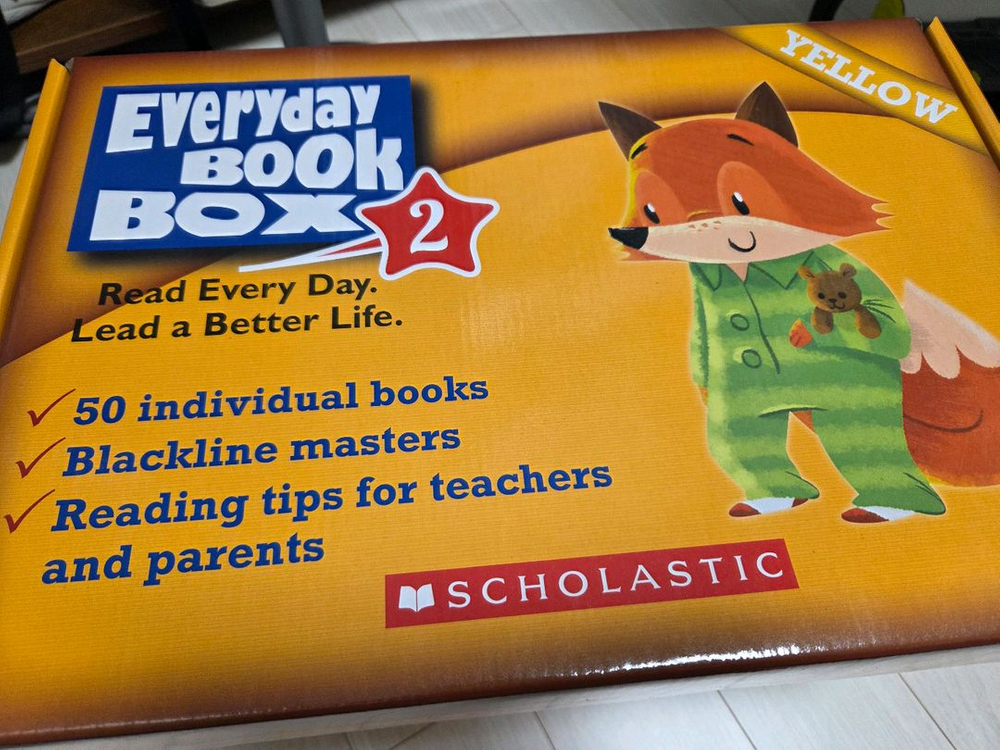 YELLOW
Everyday
BOOK
BOX
2
Read Every Day.
Lead a Better Life.
50 individual books
Blackline masters
Reading tips for teachers
and parents
SCHOLASTIC